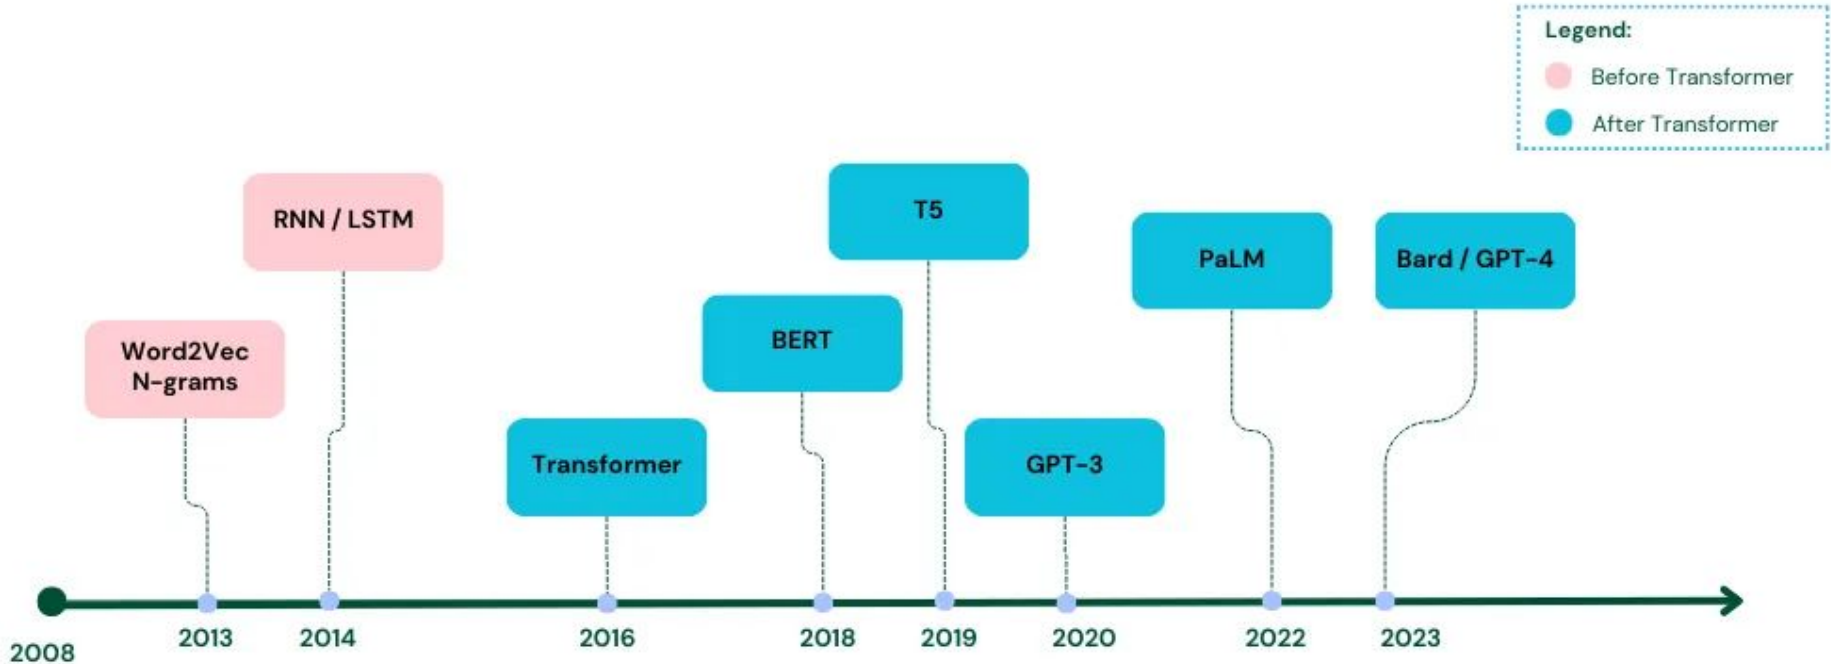 Legend:
Before Transformer
After Transformer
T5
RNN / LSTM
PaLM
Bard / GPT-4
BERT
Word2Vec
N-grams
Transformer
GPT-3
2008
2013
2014
2016
2018
2019
2020
2022
2023